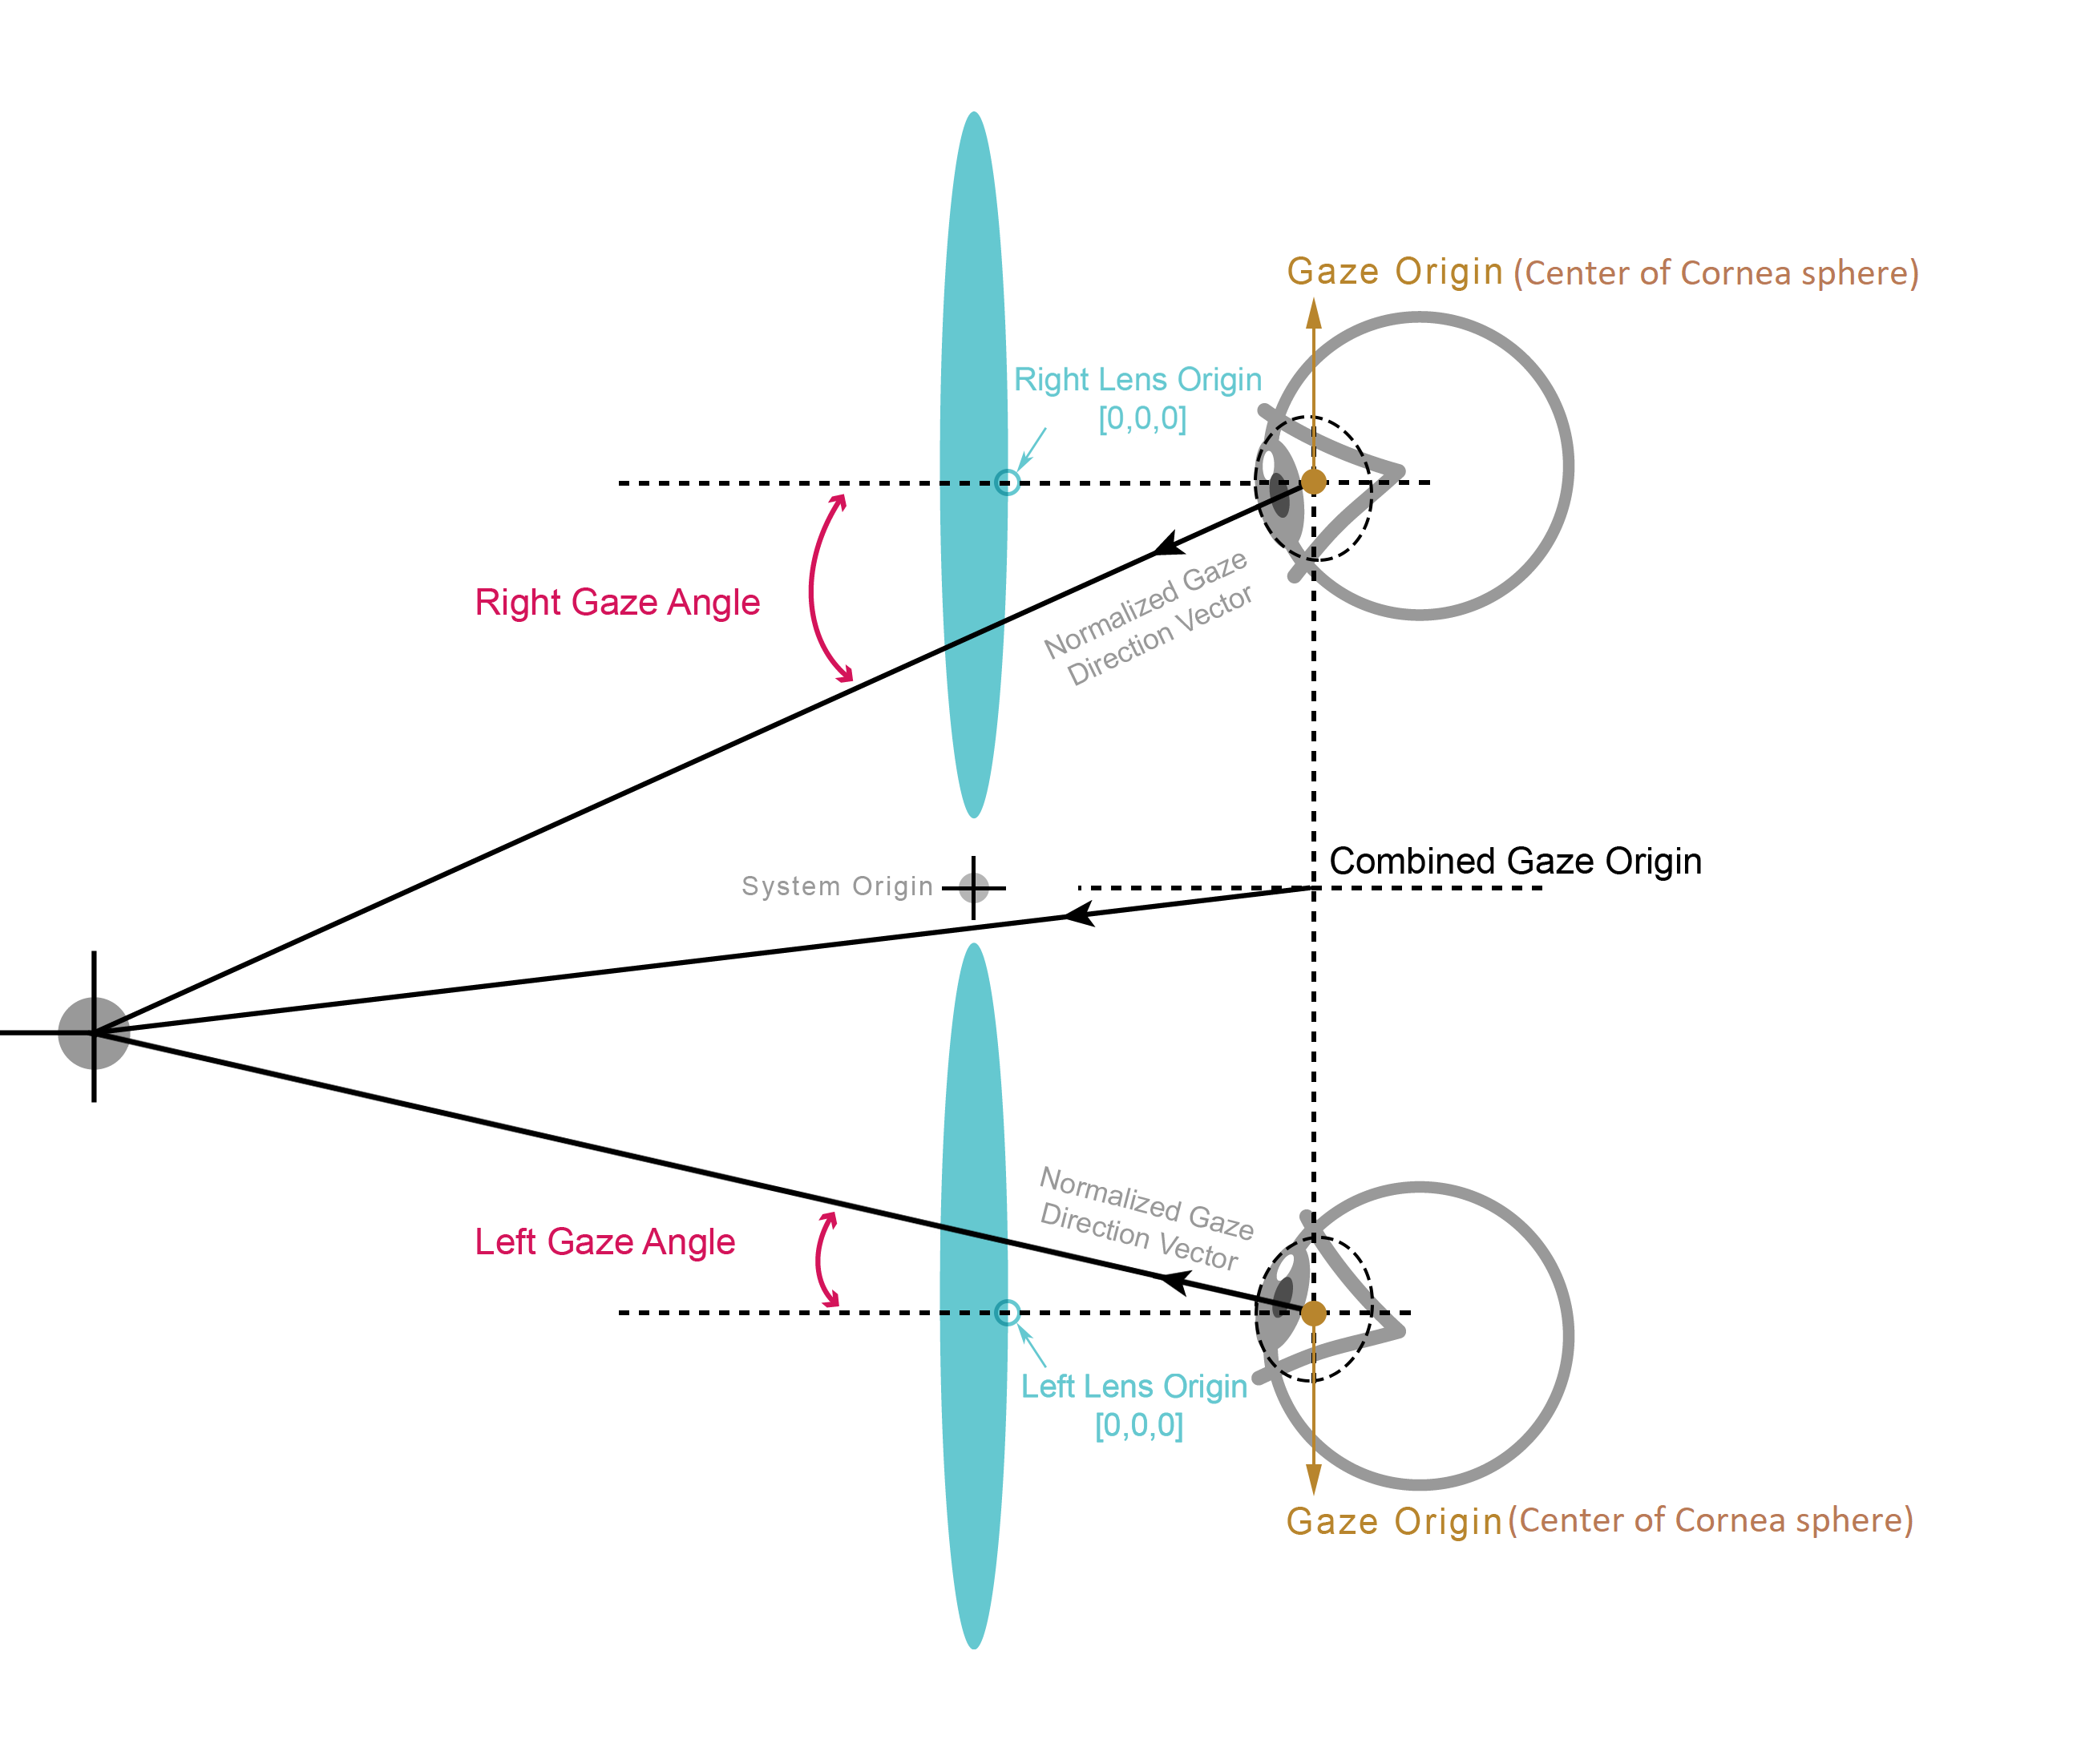 Gaze Origin (Center of Cornea sphere)
Right Lens Origin
[0,0,0]
Right Gaze Angle
Normalized Gaze
Direction Vector
Combined Gaze Origin
System Origin
Normalized Gaze
Direction Vector
Left Gaze Angle
Left Lens Origin
[0,0,0]
Gaze Origin (Center of Cornea sphere)